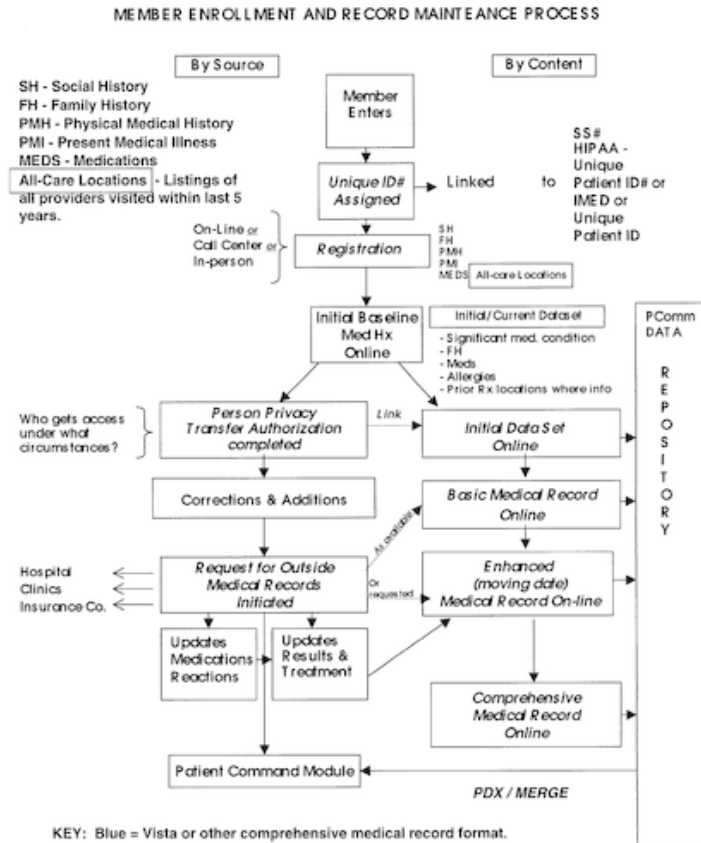 MEMBER ENROLLMENT AND RECORD MAINTEANCE PROCESS
By Source
By Content
SH - Social History
FH - Family History
PMH - Physical Medical History
PMI - Present Medical Illness
MEDS - Medications
All-Care Locations - Listings of
all providers visited within last 5
years.
Member
Enters
SS#
HIPAA -
Unique
Patient ID# or
IMED or
Unique
Patient ID
Unique ID#
Assigned
Linked to
On-Line or
Call Center or
In-person
Registration
SH
FH
PMH
PMI
MEDS All-care Locations
Initial Baseline
Med Hx
Online
Initial/Current Dataset
- Significant med. condition
- FH
- Meds
- Allergies
- Prior Rx locations where info
PComm
DATA
REPOSITORY
Who gets access
under what
circumstances?
Person Privacy
Transfer Authorization
completed
Link
Initial Data Set
Online
Corrections & Additions
Basic Medical Record
Online
As available
Hospital
Clinics
Insurance Co.
Request for Outside
Medical Records
Initiated
Or
requested
Enhanced
(moving date)
Medical Record On-line
Updates
Medications
Reactions
Updates
Results &
Treatment
Comprehensive
Medical Record
Online
Patient Command Module
PDX / MERGE
KEY: Blue = Vista or other comprehensive medical record format.